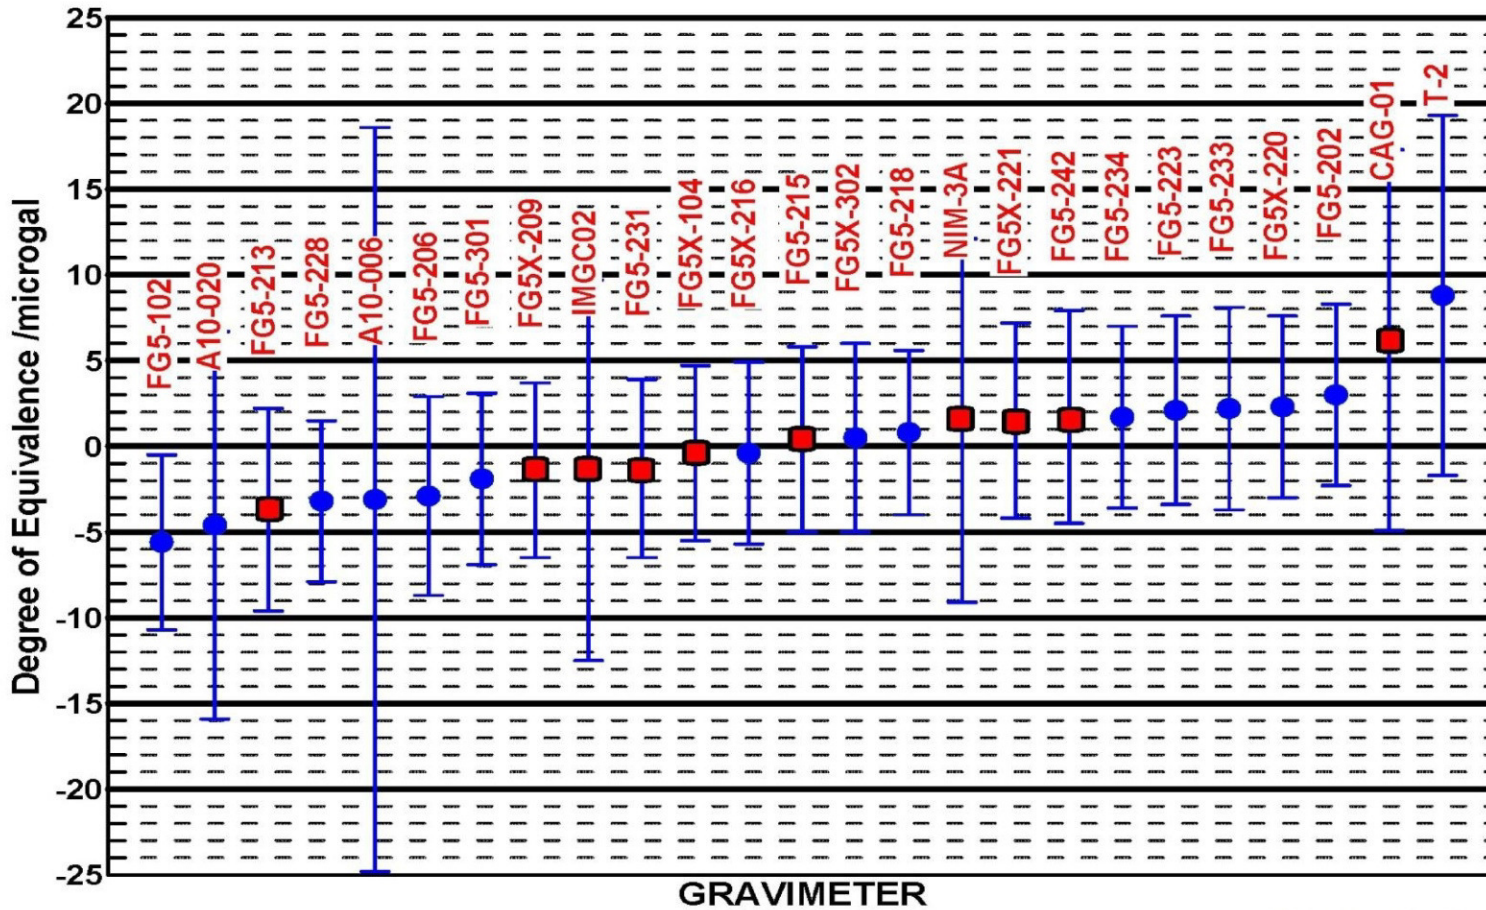 Degree of Equivalence /microgal
25
20
15
10
5
0
-5
-10
-15
-20
-25
FG5-102
A10-020
FG5-213
FG5-228
A10-006
FG5-206
FG5-301
FG5X-209
IMGC02
FG5-231
FG5X-104
FG5X-216
FG5-215
FG5X-302
FG5-218
NIM-3A
FG5X-221
FG5-242
FG5-234
FG5-223
FG5-233
FG5X-220
FG5-202
CAG-01
T-2
GRAVIMETER